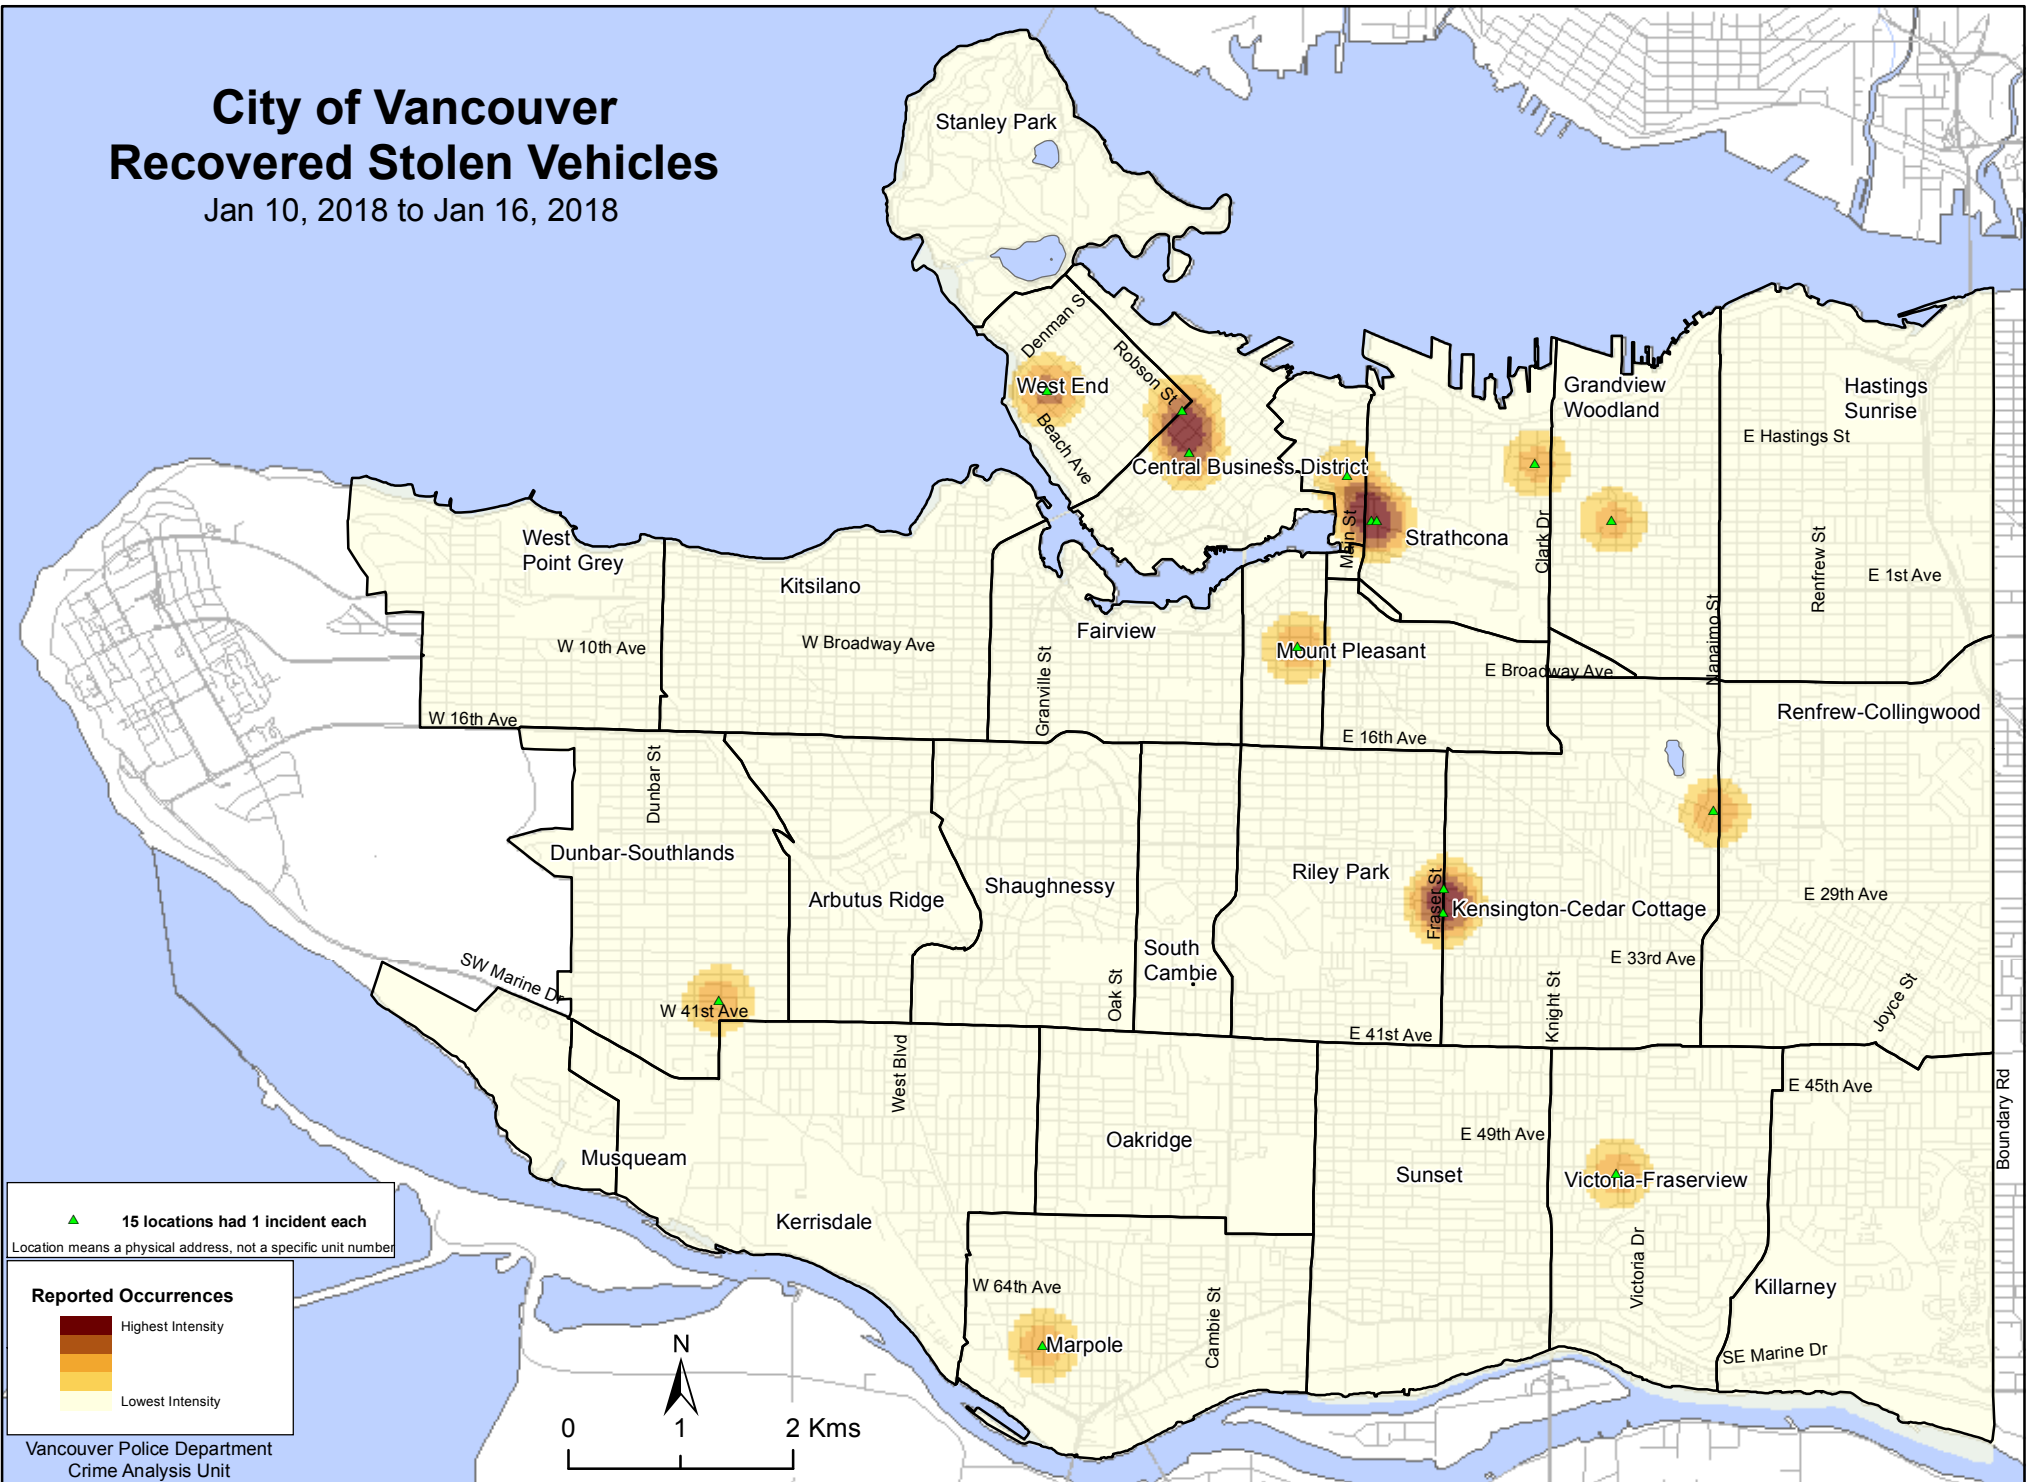 City of Vancouver
Recovered Stolen Vehicles
Jan 10, 2018 to Jan 16, 2018
Stanley Park
Denman S
Robson St
West End
Beach Ave
Central Business District
Grandview
Woodland
Hastings
Sunrise
E Hastings St
Main St
Strathcona
Clark Dr
West
Point Grey
Kitsilano
Fairview
Renfrew St
E 1st Ave
Nanaimo St
W 10th Ave
W Broadway Ave
Granville St
Mount Pleasant
E Broadway Ave
W 16th Ave
E 16th Ave
Renfrew-Collingwood
Dunbar St
Dunbar-Southlands
Arbutus Ridge
Shaughnessy
Riley Park
Fraser St
Kensington-Cedar Cottage
E 29th Ave
South
Cambie
E 33rd Ave
SW Marine Dr
W 41st Ave
Oak St
E 41st Ave
Knight St
Joyce St
West Blvd
E 45th Ave
Boundary Rd
Musqueam
Oakridge
E 49th Ave
Sunset
Victoria-Fraserview
Kerrisdale
Victoria Dr
W 64th Ave
Cambie St
Killarney
Marpole
SE Marine Dr
15 locations had 1 incident each
Location means a physical address, not a specific unit number
Reported Occurrences
Highest Intensity
Lowest Intensity
Vancouver Police Department
Crime Analysis Unit
N
0 1 2 Kms